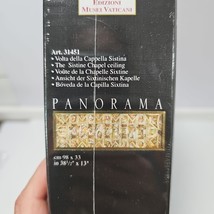 EDIZIONI
MUSEI VATICANI
Art. 31451
• Volta della Cappella Sistina
• The Sistine Chapel ceiling
• Voûte de la Chapelle Sixtine
• Ansicht der Sixtinischen Kapelle
• Bóveda de la Capilla Sixtina
PANORAMA
cm 98 x 33
in 38½" x 13"